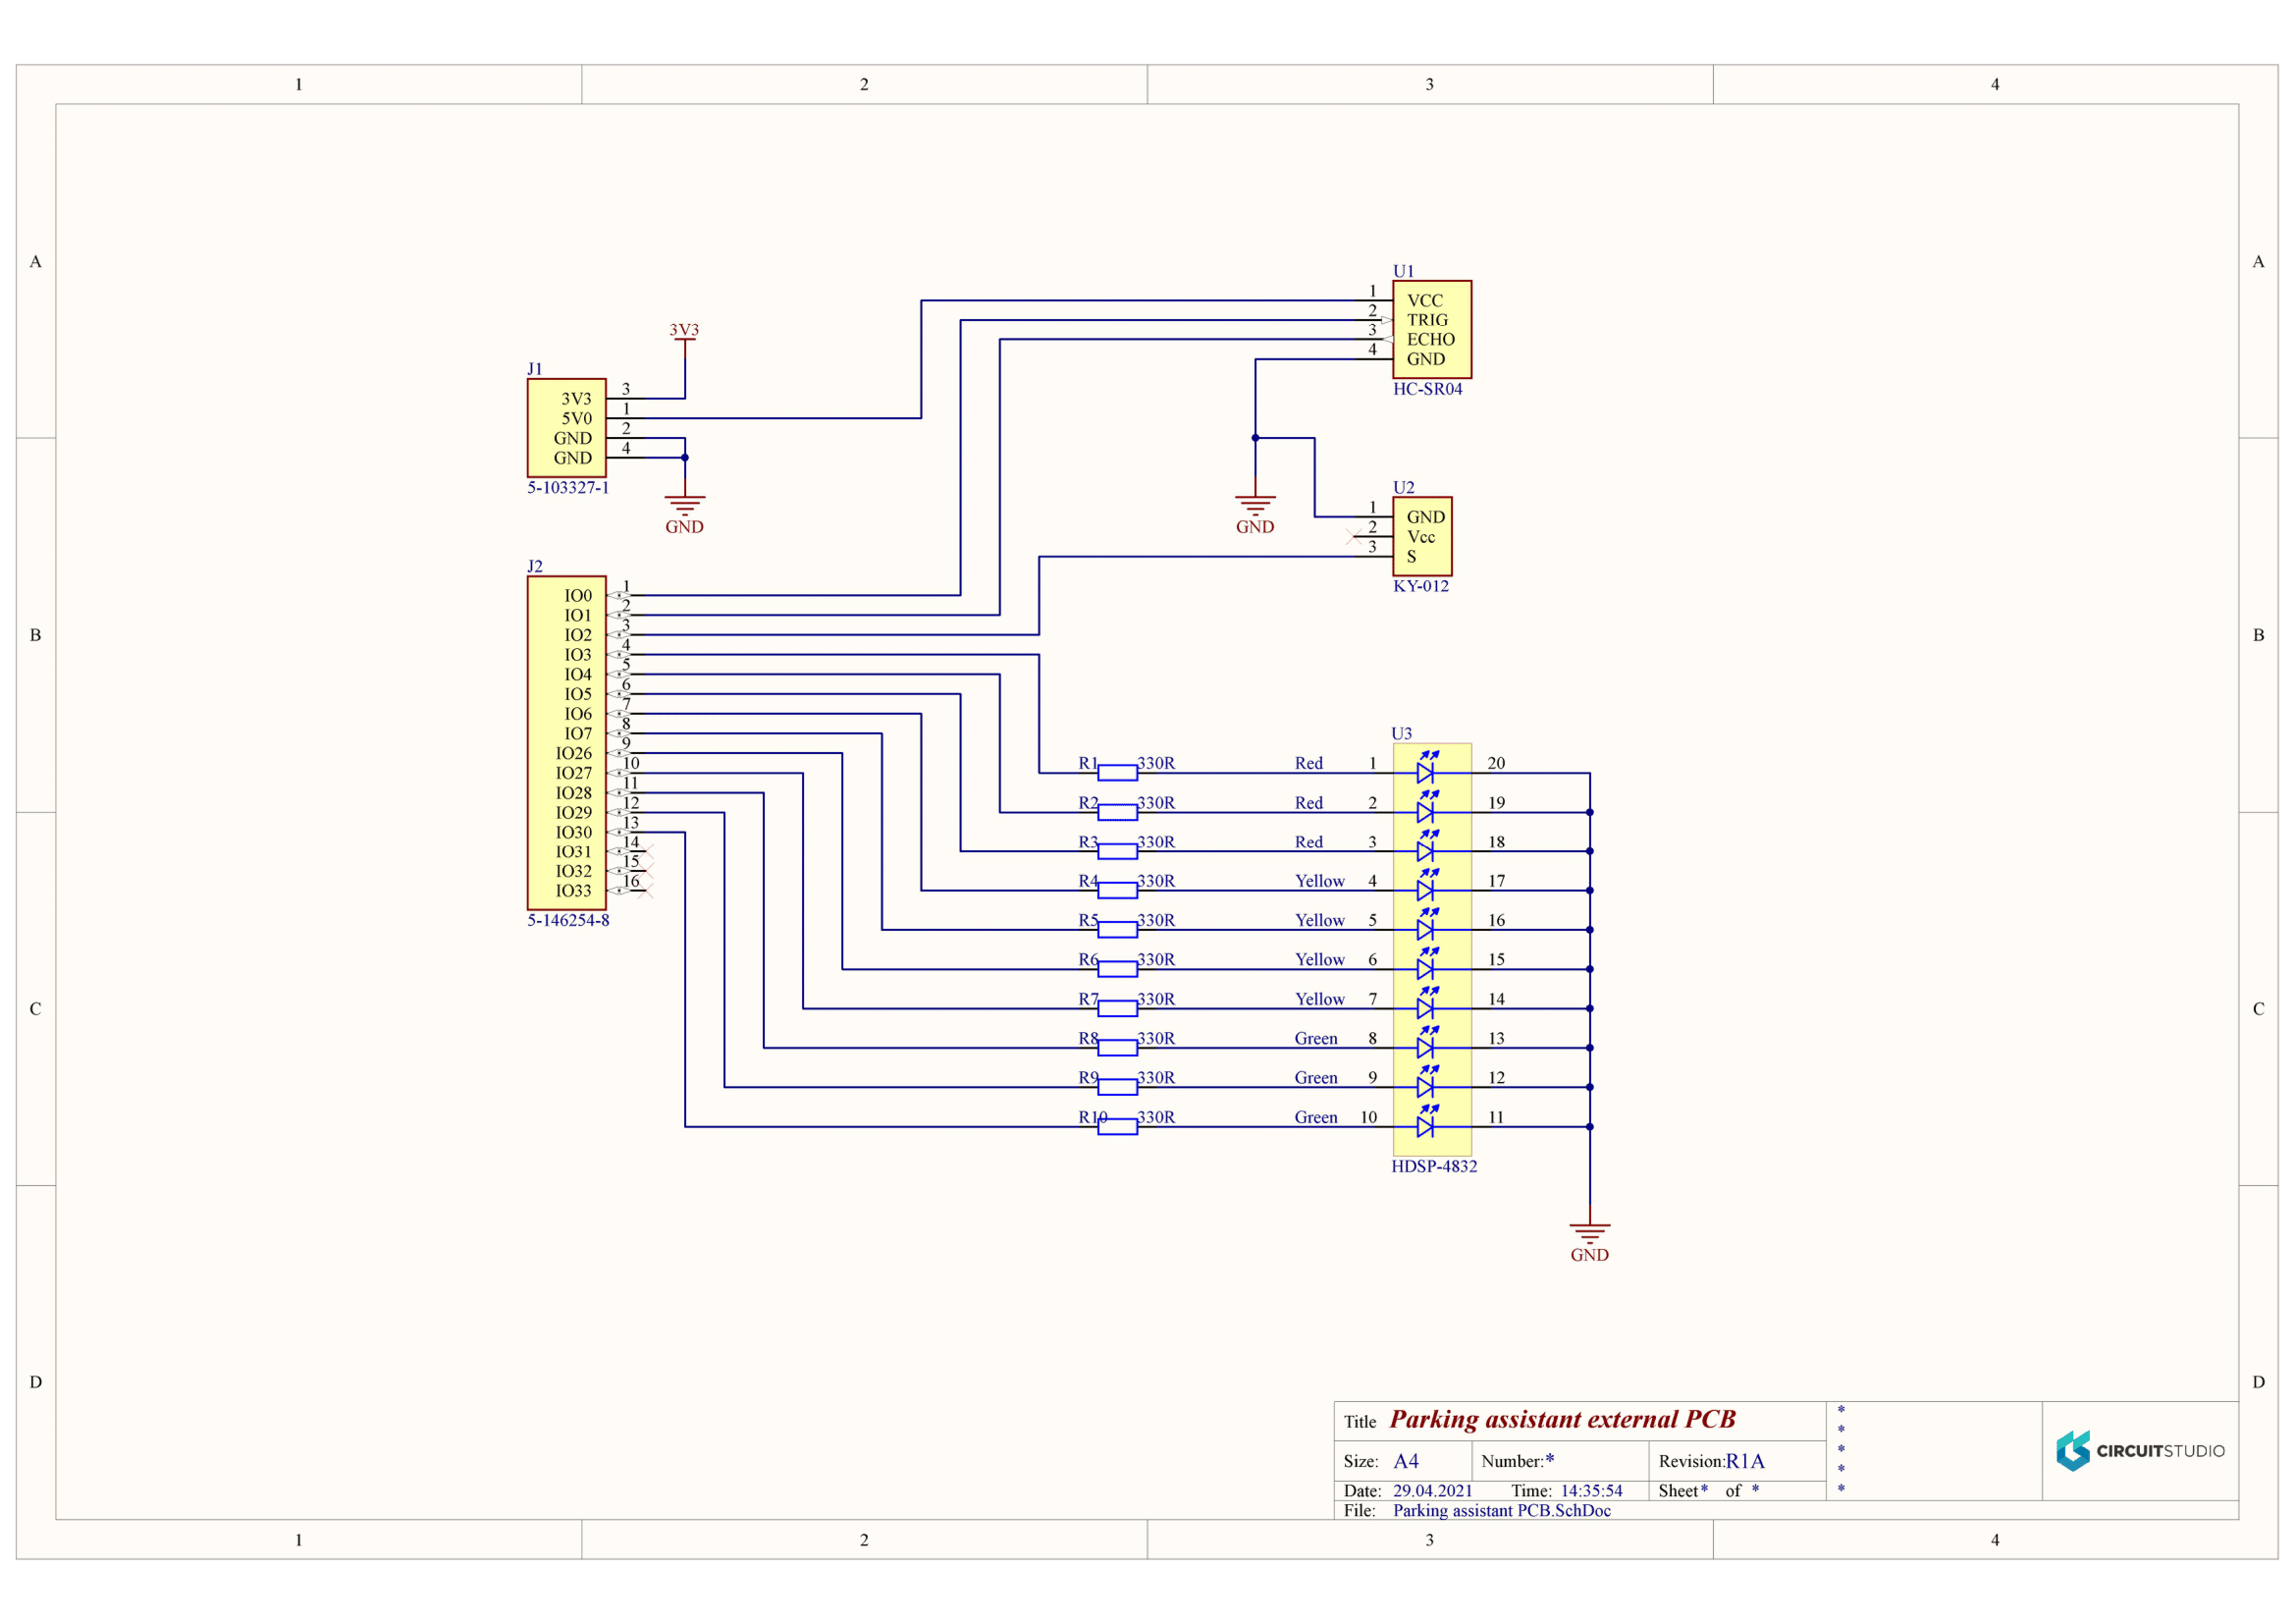 1 2 3 4
A A
U1
1 VCC
2 TRIG
3 ECHO
4 GND
HC-SR04
3V3
J1
3V3 3
5V0 1
GND 2
GND 4
5-103327-1
GND
GND
U2
1 GND
2 Vcc
3 S
KY-012
J2
IO0 1
IO1 2
IO2 3
IO3 4
IO4 5
IO5 6
IO6 7
IO7 8
IO26 9
IO27 10
IO28 11
IO29 12
IO30 13
IO31 14
IO32 15
IO33 16
5-146254-8
B B
U3
R1 330R Red 1 20
R2 330R Red 2 19
R3 330R Red 3 18
R4 330R Yellow 4 17
R5 330R Yellow 5 16
R6 330R Yellow 6 15
R7 330R Yellow 7 14
R8 330R Green 8 13
R9 330R Green 9 12
R10 330R Green 10 11
HDSP-4832
GND
C C
D D
Title Parking assistant external PCB
Size: A4 Number:* Revision:R1A
Date: 29.04.2021 Time: 14:35:54 Sheet* of *
File: Parking assistant PCB.SchDoc
*
*
*
*
*
CIRCUITSTUDIO
1 2 3 4